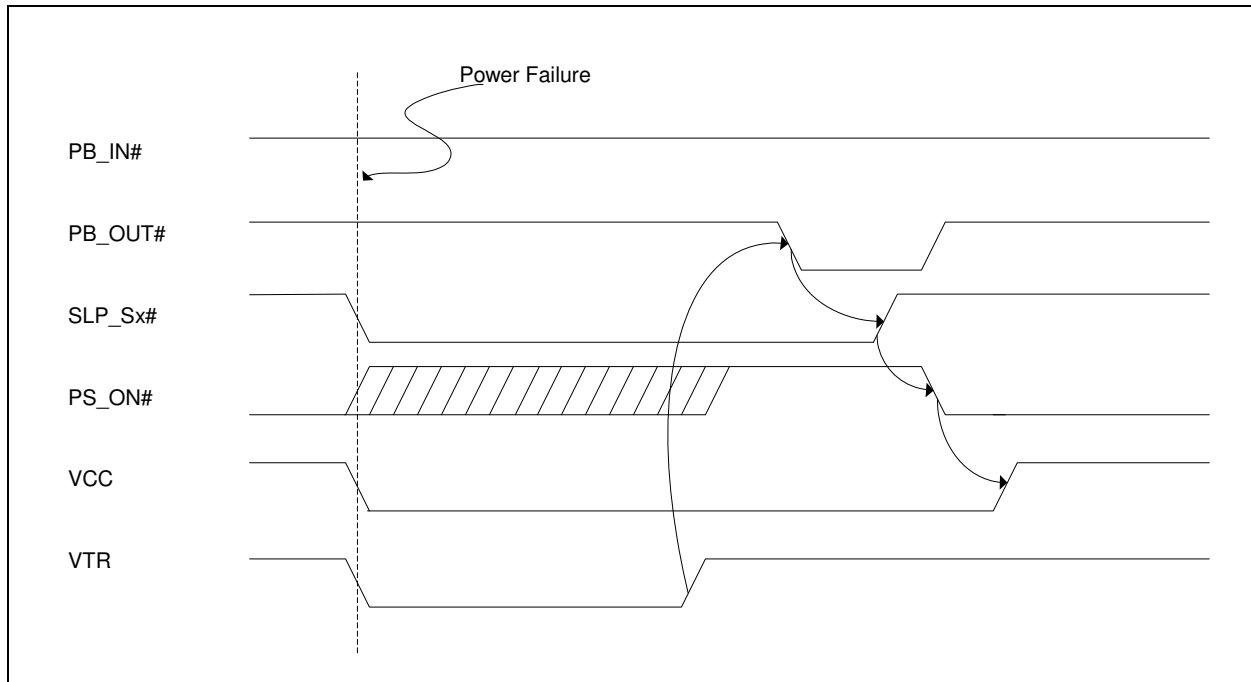 Power Failure
PB_IN#
PB_OUT#
SLP_Sx#
PS_ON#
VCC
VTR